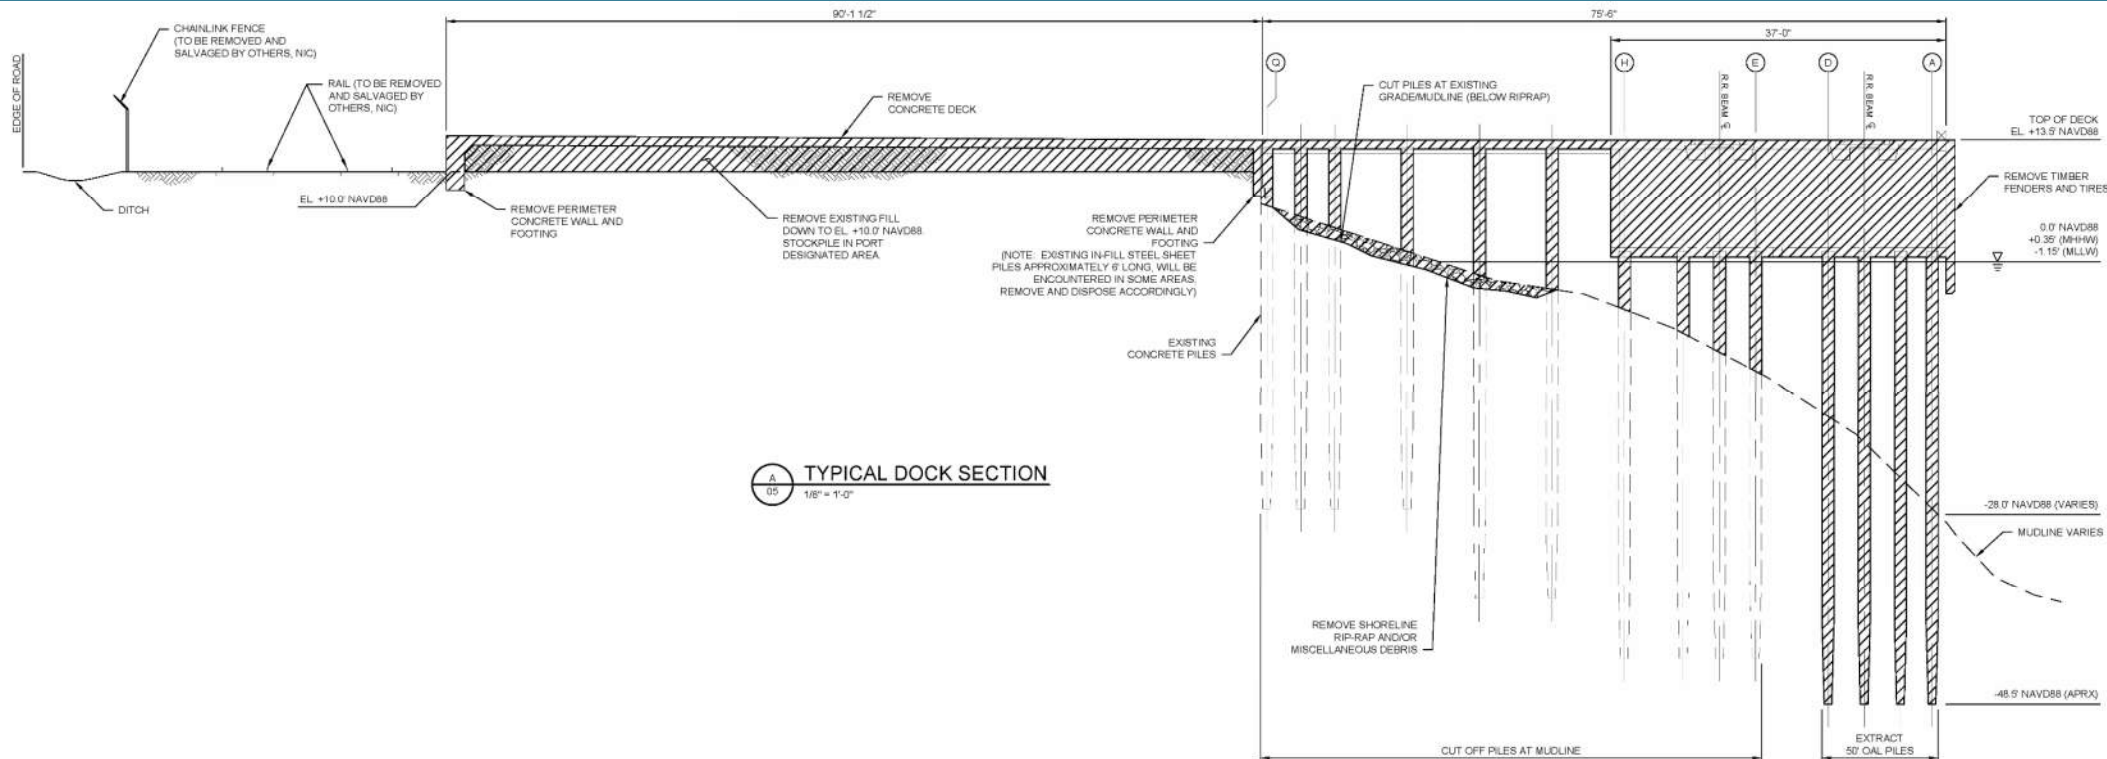 90'-1 1/2"
75'-6"
37'-0"
CHAINLINK FENCE
(TO BE REMOVED AND
SALVAGED BY OTHERS, NIC)
EDGE OF ROAD
RAIL (TO BE REMOVED
AND SALVAGED BY
OTHERS, NIC)
REMOVE
CONCRETE DECK
Q
CUT PILES AT EXISTING
GRADE/MUDLINE (BELOW RIPRAP)
H
R.R. BEAM ℄
E
D
R.R. BEAM ℄
A
TOP OF DECK
EL. +13.5' NAVD88
DITCH
EL. +10.0' NAVD88
REMOVE PERIMETER
CONCRETE WALL AND
FOOTING
REMOVE EXISTING FILL
DOWN TO EL. +10.0' NAVD88.
STOCKPILE IN PORT
DESIGNATED AREA
REMOVE PERIMETER
CONCRETE WALL AND
FOOTING
(NOTE: EXISTING IN-FILL STEEL SHEET
PILES APPROXIMATELY 6' LONG, WILL BE
ENCOUNTERED IN SOME AREAS,
REMOVE AND DISPOSE ACCORDINGLY)
REMOVE TIMBER
FENDERS AND TIRES
0.0' NAVD88
+0.35' (MHHW)
-1.15' (MLLW)
EXISTING
CONCRETE PILES
A
05
TYPICAL DOCK SECTION
1/8" = 1'-0"
-28.0' NAVD88 (VARIES)
MUDLINE VARIES
REMOVE SHORELINE
RIP-RAP AND/OR
MISCELLANEOUS DEBRIS
-48.5' NAVD88 (APRX)
CUT OFF PILES AT MUDLINE
EXTRACT
50' OAL PILES